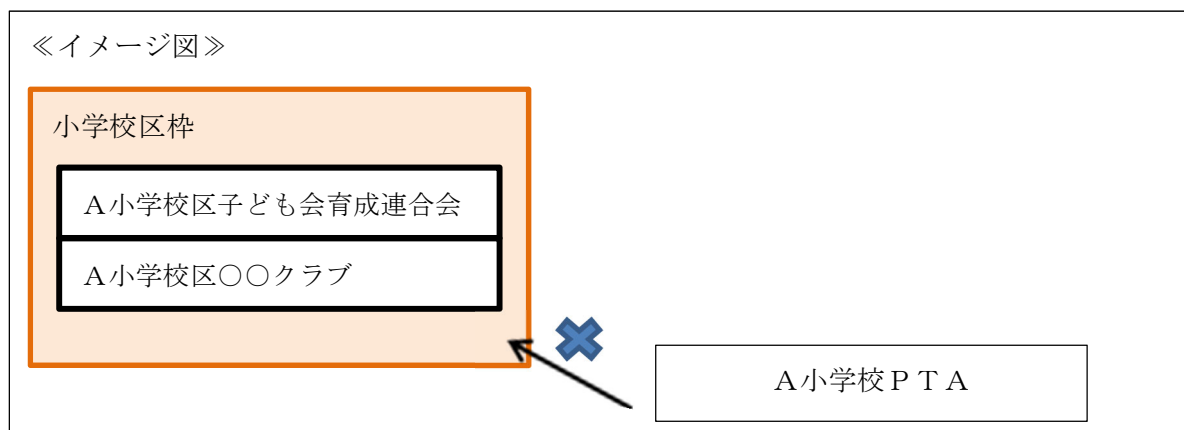 ≪イメージ図≫
小学校区枠
Ａ小学校区子ども会育成連合会
Ａ小学校区〇〇クラブ
Ａ小学校ＰＴＡ